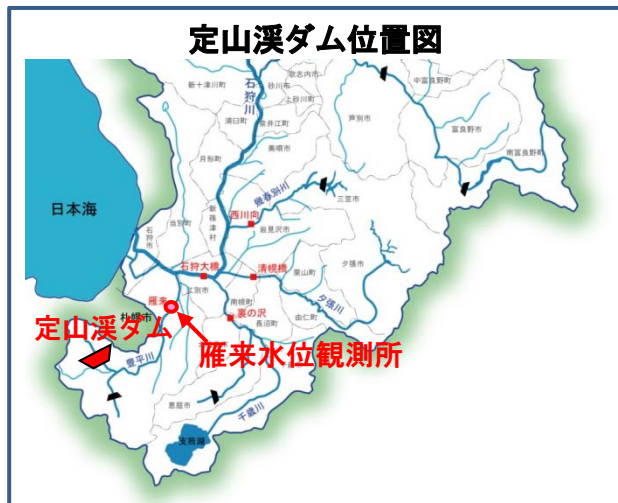 定山渓ダム位置図
歌志内市
新十津川町
砂川市
上砂川町
中富良野町
石狩川
浦臼町
奈井江町
芦別市
富良野市
美唄市
南富良野町
月形町
日本海
幾春別川
三笠市
新篠津村
西川向
当別町
岩見沢市
石狩市
夕張市
石狩大橋
清幌橋
栗山町
江別市
雁来
南幌町
夕張川
札幌市
裏の沢
由仁町
長沼町
定山渓ダム
雁来水位観測所
豊平川
恵庭市
千歳川
支笏湖